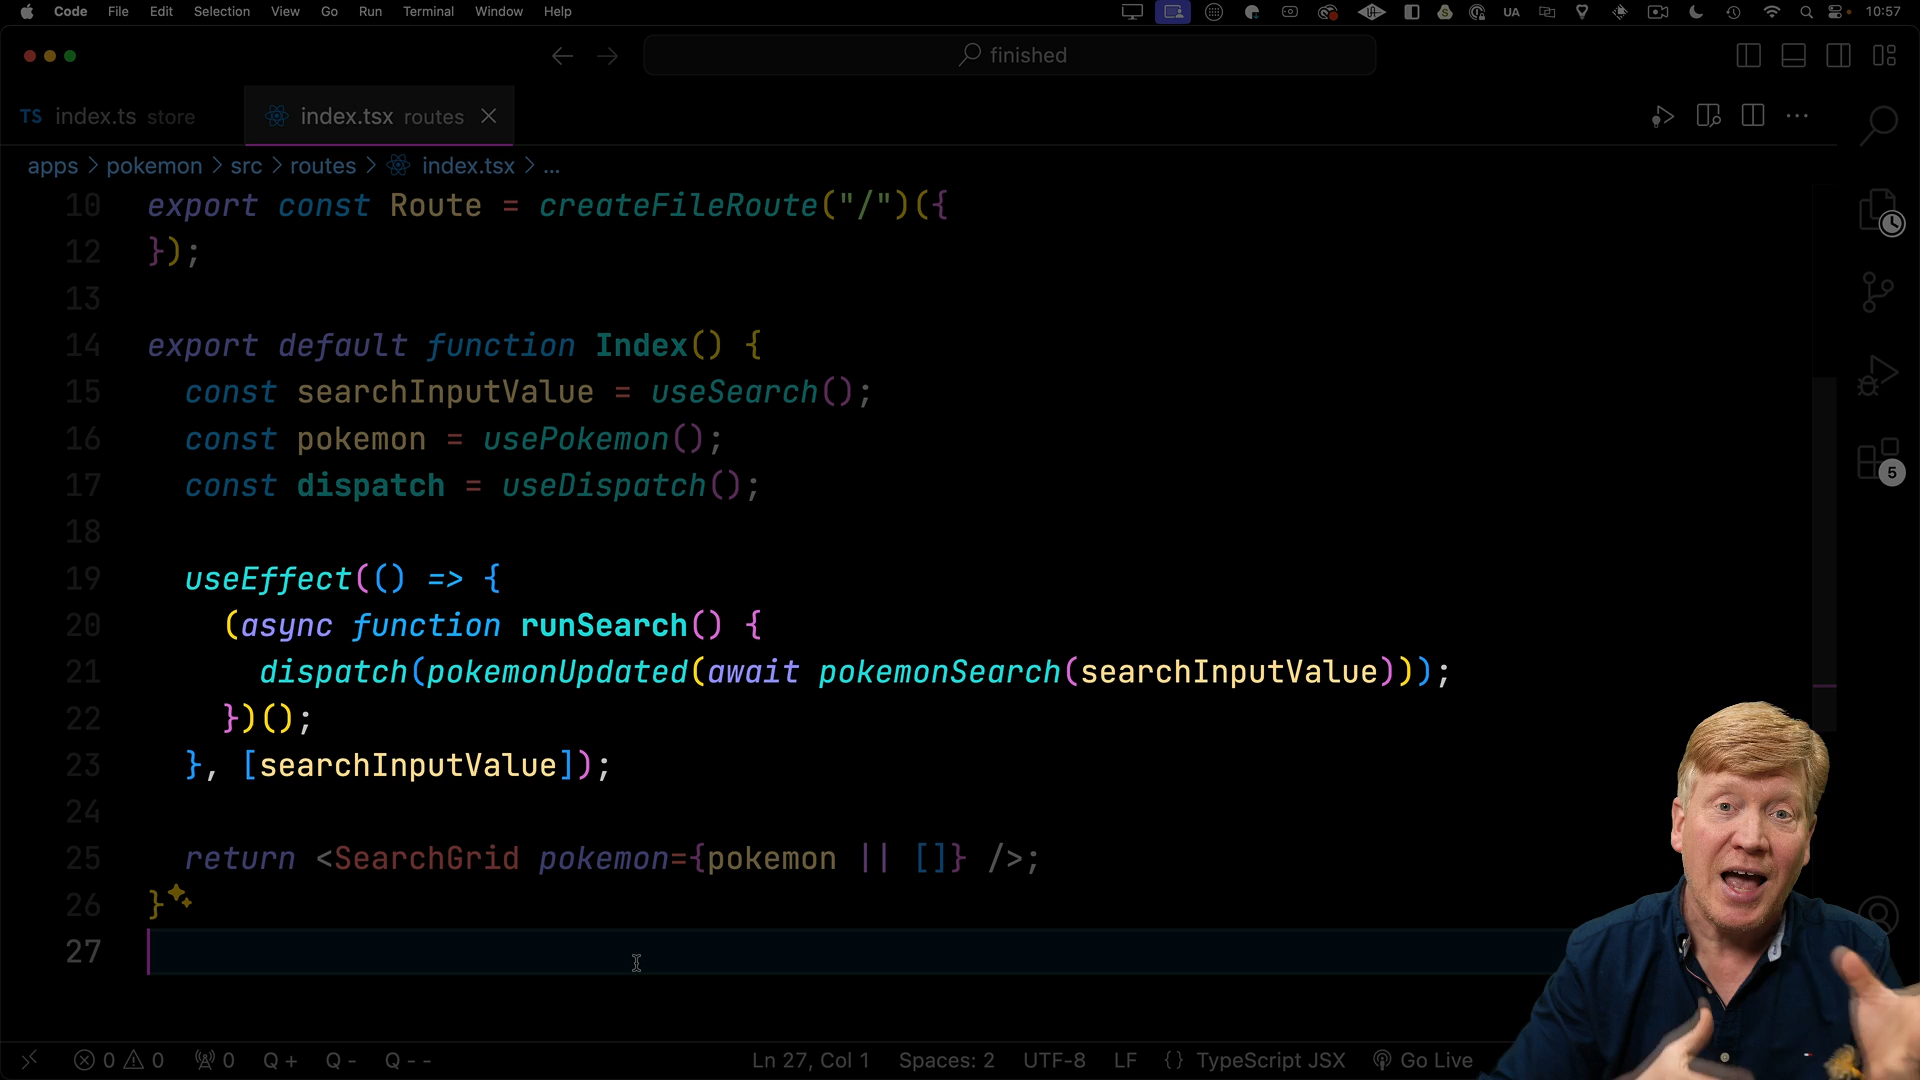 Code File Edit Selection View Go Run Terminal Window Help UA 10:57
finished
TS index.ts store index.tsx routes
apps > pokemon > src > routes > index.tsx > ...
10 export const Route = createFileRoute("/")({
12 });
13
14 export default function Index() {
15 const searchInputValue = useSearch();
16 const pokemon = usePokemon();
17 const dispatch = useDispatch();
18
19 useEffect(() => {
20 (async function runSearch() {
21 dispatch(pokemonUpdated(await pokemonSearch(searchInputValue)));
22 })();
23 }, [searchInputValue]);
24
25 return <SearchGrid pokemon={pokemon || []} />;
26 }
27
5
0 0 0 Q + Q - Q - - Ln 27, Col 1 Spaces: 2 UTF-8 LF {} TypeScript JSX Go Live